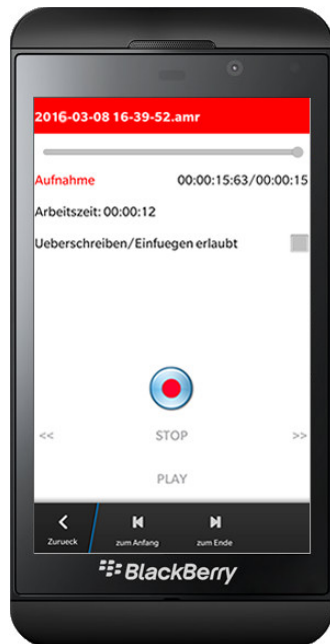 2016-03-08 16-39-52.amr
Aufnahme 00:00:15:63/00:00:15
Arbeitszeit: 00:00:12
Ueberschreiben/Einfuegen erlaubt
<< STOP >>
PLAY
Zurueck zum Anfang zum Ende
BlackBerry